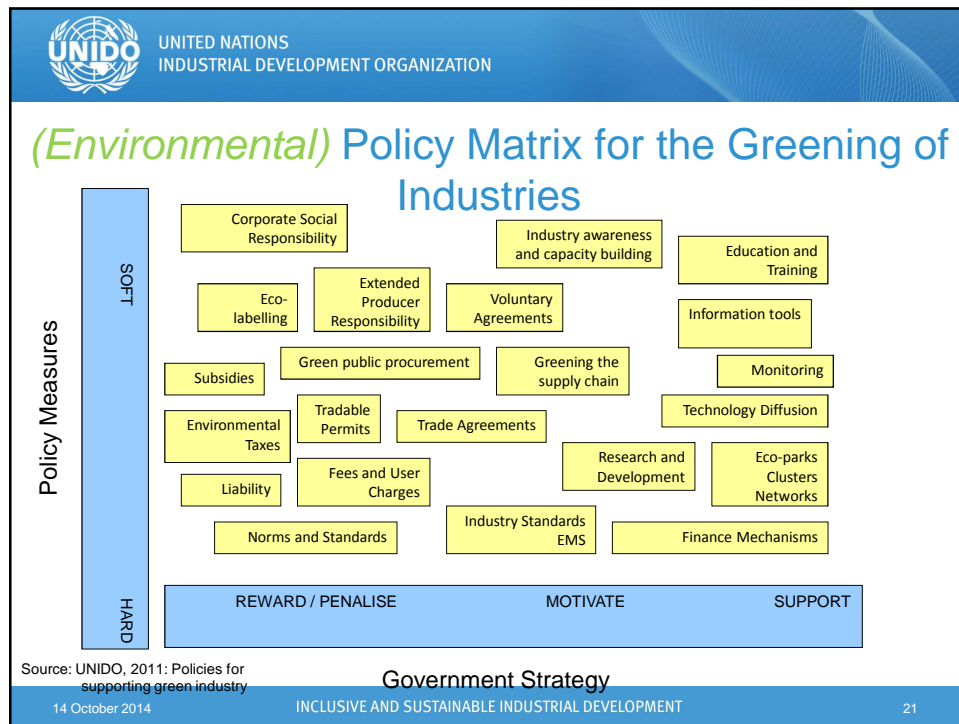 UNIDO
UNITED NATIONS
INDUSTRIAL DEVELOPMENT ORGANIZATION
(Environmental) Policy Matrix for the Greening of
Industries
Policy Measures
SOFT
HARD
Corporate Social
Responsibility
Industry awareness
and capacity building
Education and
Training
Eco-
labelling
Extended
Producer
Responsibility
Voluntary
Agreements
Information tools
Subsidies
Green public procurement
Greening the
supply chain
Monitoring
Environmental
Taxes
Tradable
Permits
Trade Agreements
Technology Diffusion
Liability
Fees and User
Charges
Research and
Development
Eco-parks
Clusters
Networks
Norms and Standards
Industry Standards
EMS
Finance Mechanisms
REWARD / PENALISE
MOTIVATE
SUPPORT
Source: UNIDO, 2011: Policies for
supporting green industry
Government Strategy
14 October 2014
INCLUSIVE AND SUSTAINABLE INDUSTRIAL DEVELOPMENT
21